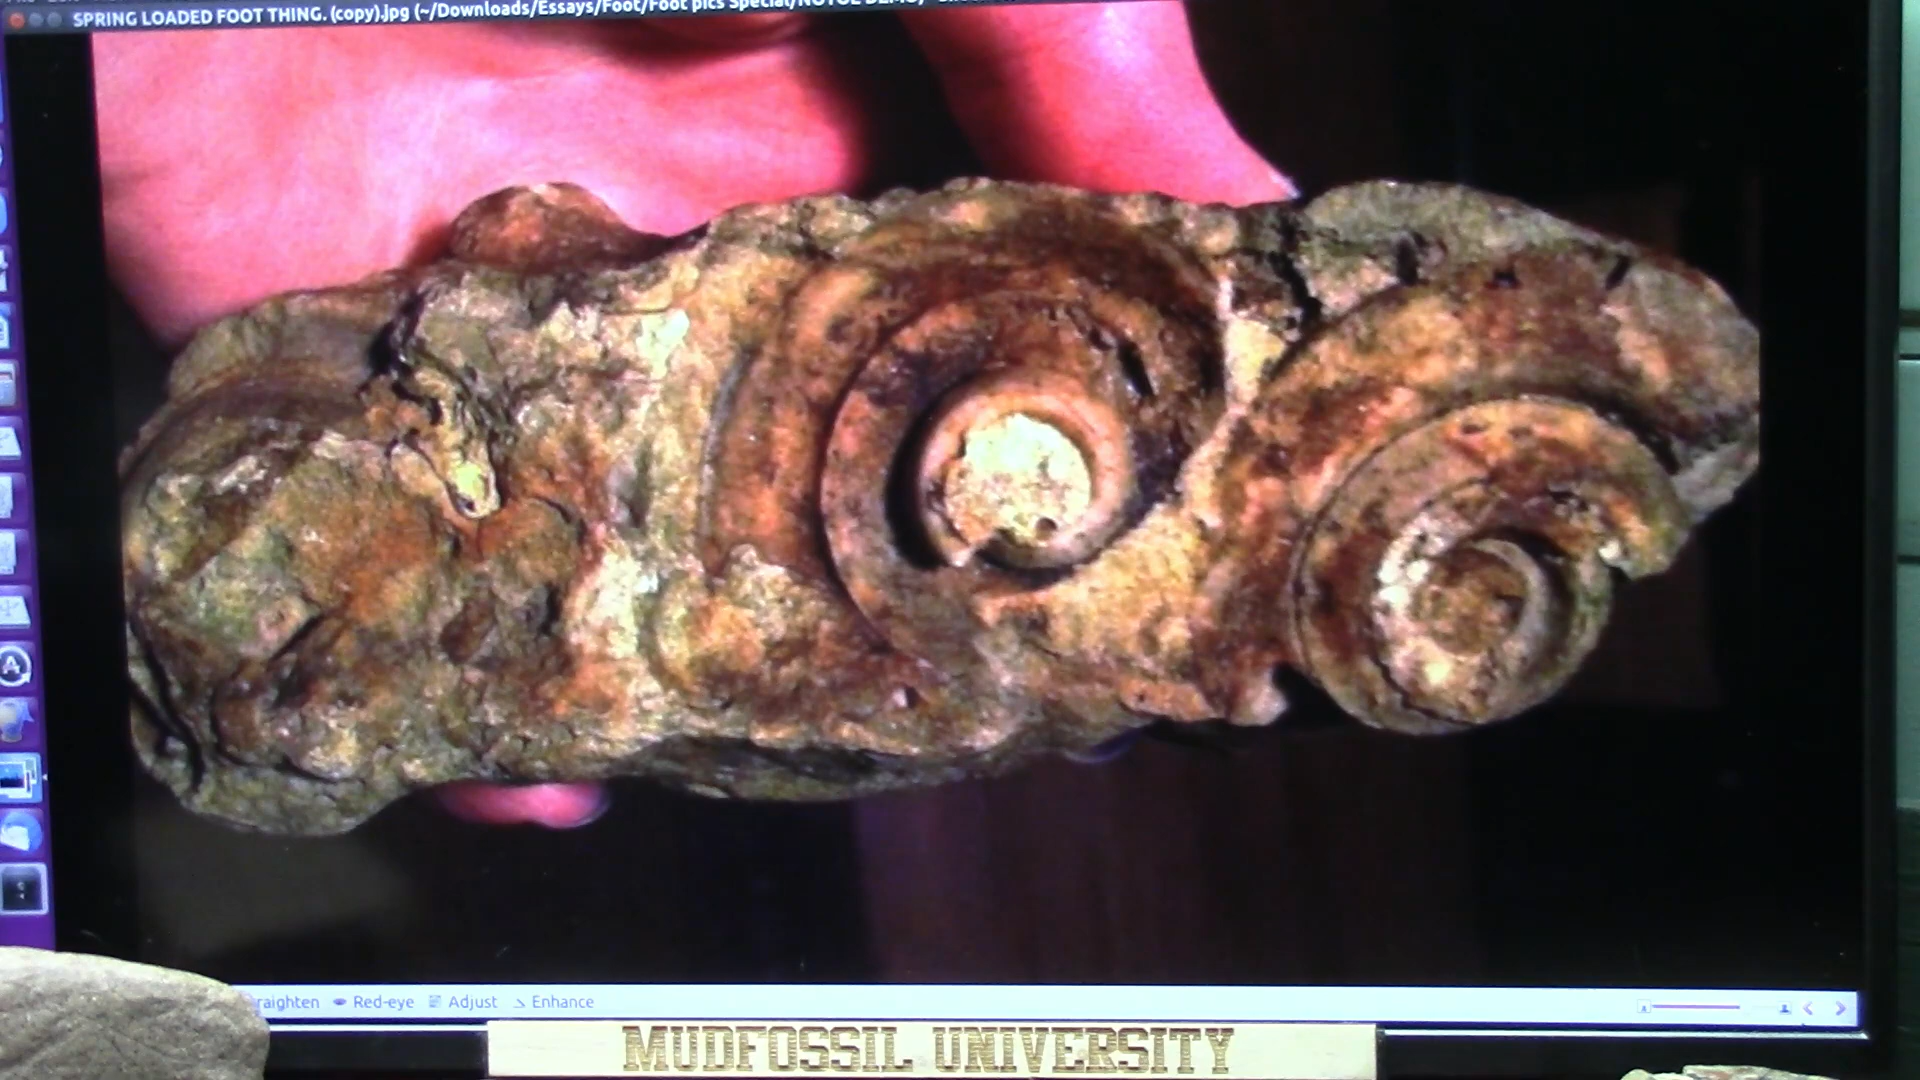 SPRING LOADED FOOT THING. (copy).jpg (~/Downloads/Essays/Foot/Foot pics Special/
raighten Red-eye Adjust Enhance
MUDFOSSIL UNIVERSITY